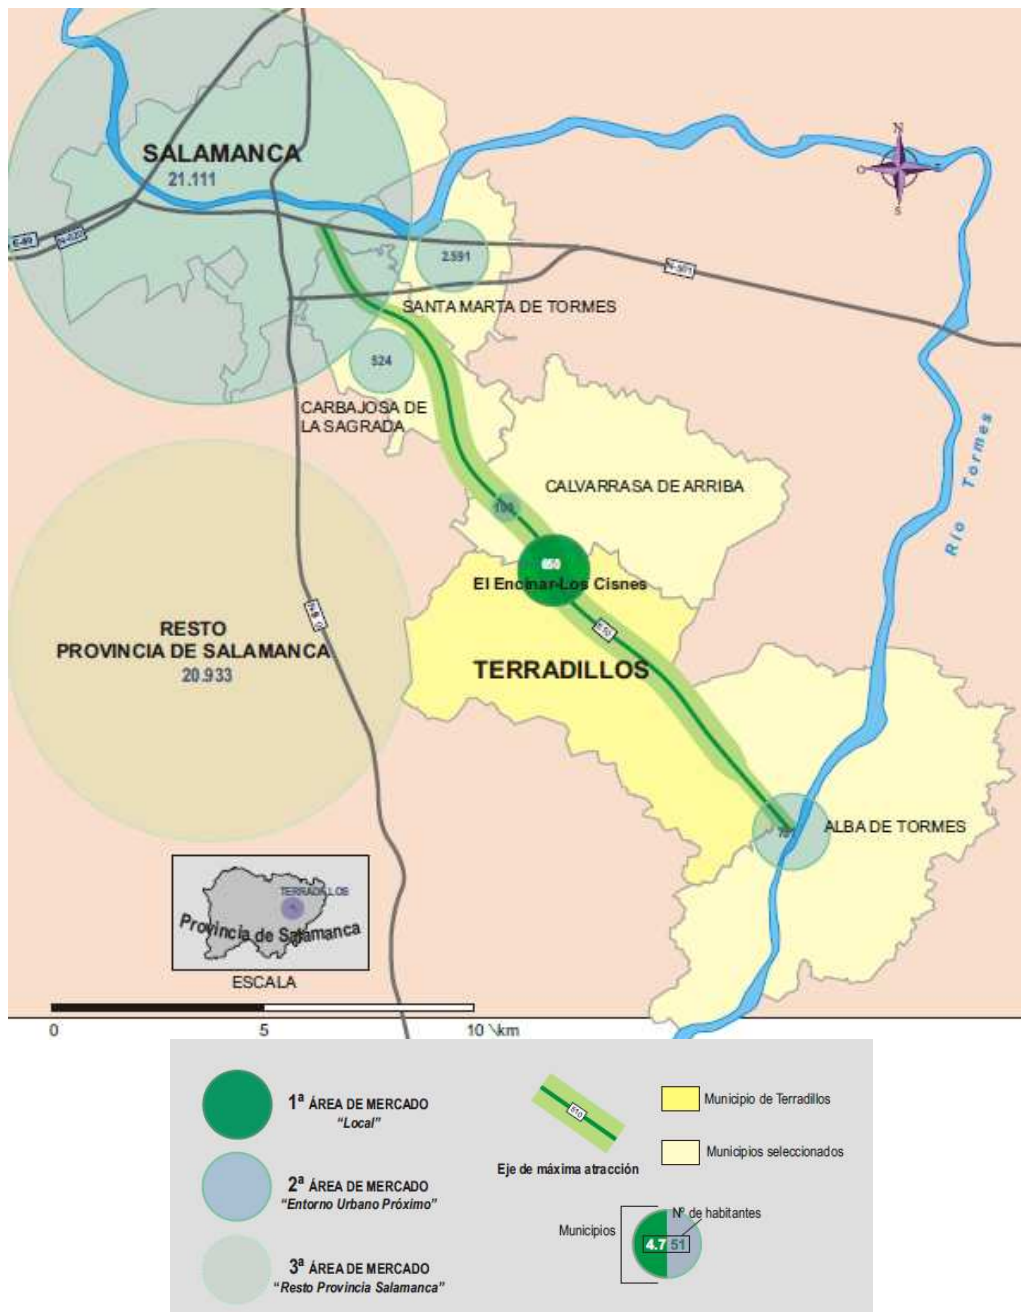 N
O
E
S
SALAMANCA
21.111
E-80
N-620
2.591
N-501
SANTA MARTA DE TORMES
524
CARBAJOSA DE
LA SAGRADA
CALVARRASA DE ARRIBA
Río Tormes
650
El Encinar-Los Cisnes
RESTO
PROVINCIA DE SALAMANCA
20.933
TERRADILLOS
ALBA DE TORMES
TERRADILLOS
Provincia de Salamanca
ESCALA
0 5 10 km
1ª ÁREA DE MERCADO
“Local”
2ª ÁREA DE MERCADO
“Entorno Urbano Próximo”
3ª ÁREA DE MERCADO
“Resto Provincia Salamanca”
510
Eje de máxima atracción
Municipio de Terradillos
Municipios seleccionados
Nº de habitantes
Municipios
4.7 51